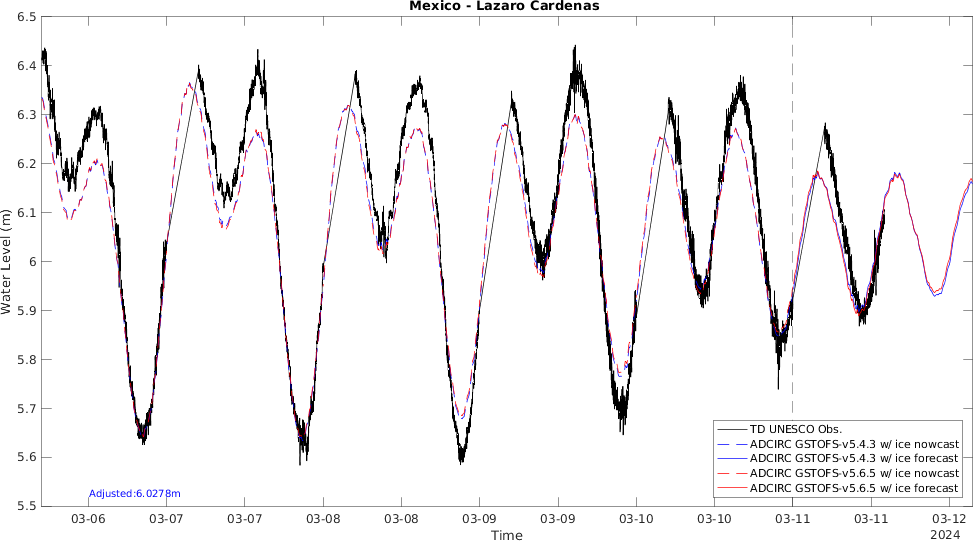 Mexico - Lazaro Cardenas
Water Level (m)
6.5
6.4
6.3
6.2
6.1
6
5.9
5.8
5.7
5.6
5.5
Adjusted:6.0278m
TD UNESCO Obs.
ADCIRC GSTOFS-v5.4.3 w/ ice nowcast
ADCIRC GSTOFS-v5.4.3 w/ ice forecast
ADCIRC GSTOFS-v5.6.5 w/ ice nowcast
ADCIRC GSTOFS-v5.6.5 w/ ice forecast
03-06 03-07 03-07 03-08 03-08 03-09 03-09 03-10 03-10 03-11 03-11 03-12
2024
Time